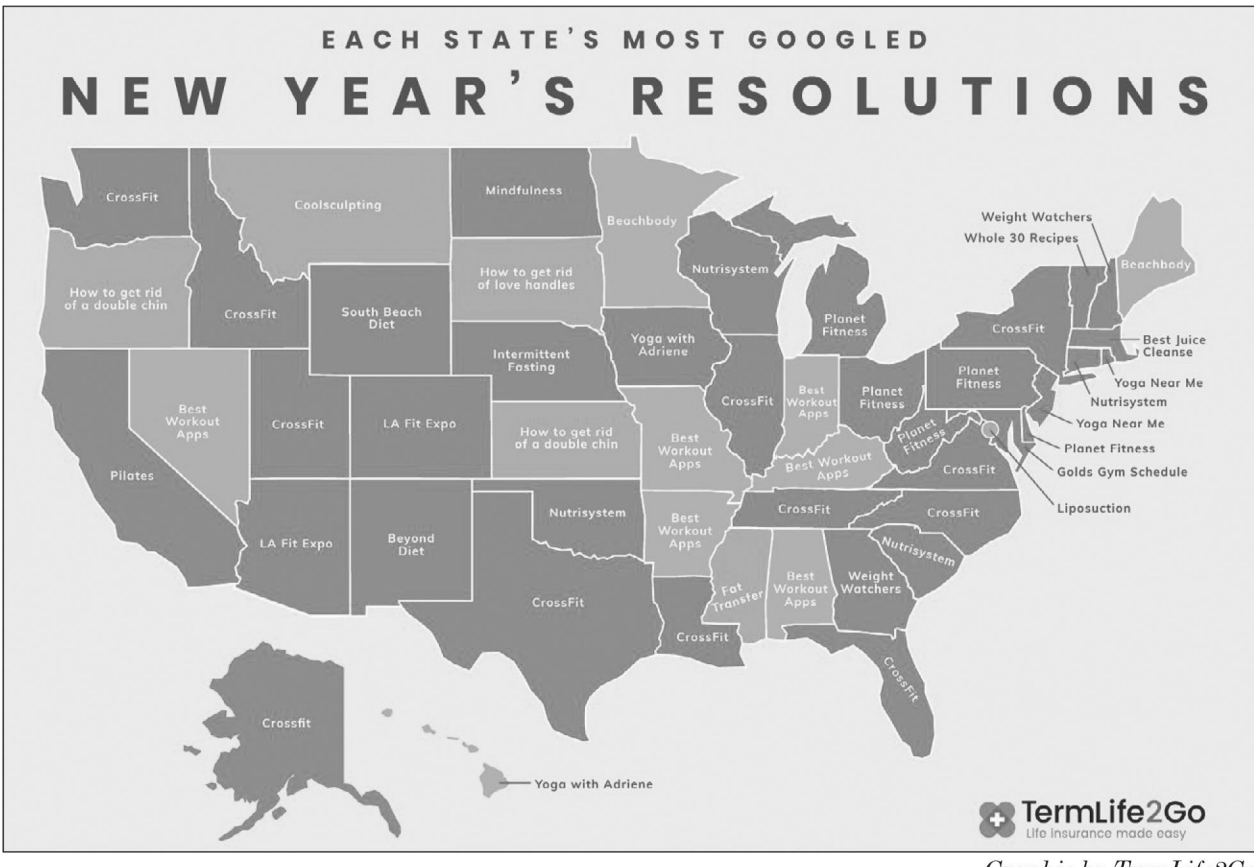 EACH STATE'S MOST GOOGLED
NEW YEAR'S RESOLUTIONS
CrossFit
Coolsculpting
Mindfulness
Beachbody
Weight Watchers
Whole 30 Recipes
Beachbody
How to get rid
of a double chin
CrossFit
South Beach
Diet
How to get rid
of love handles
Nutrisystem
Planet
Fitness
CrossFit
Best Juice
Cleanse
Yoga Near Me
Nutrisystem
Yoga Near Me
Planet Fitness
Golds Gym Schedule
Liposuction
Intermittent
Fasting
Yoga with
Adriene
Planet
Fitness
Planet
Fitness
Planet
Fitness
Pilates
Best
Workout
Apps
CrossFit
LA Fit Expo
How to get rid
of a double chin
Best
Workout
Apps
CrossFit
Best
Workout
Apps
Best Workout
Apps
CrossFit
LA Fit Expo
Beyond
Diet
Nutrisystem
Best
Workout
Apps
CrossFit
CrossFit
Nutrisystem
CrossFit
CrossFit
Fat
Transfer
Best
Workout
Apps
Weight
Watchers
CrossFit
Crossfit
Yoga with Adriene
TermLife2Go
Life insurance made easy